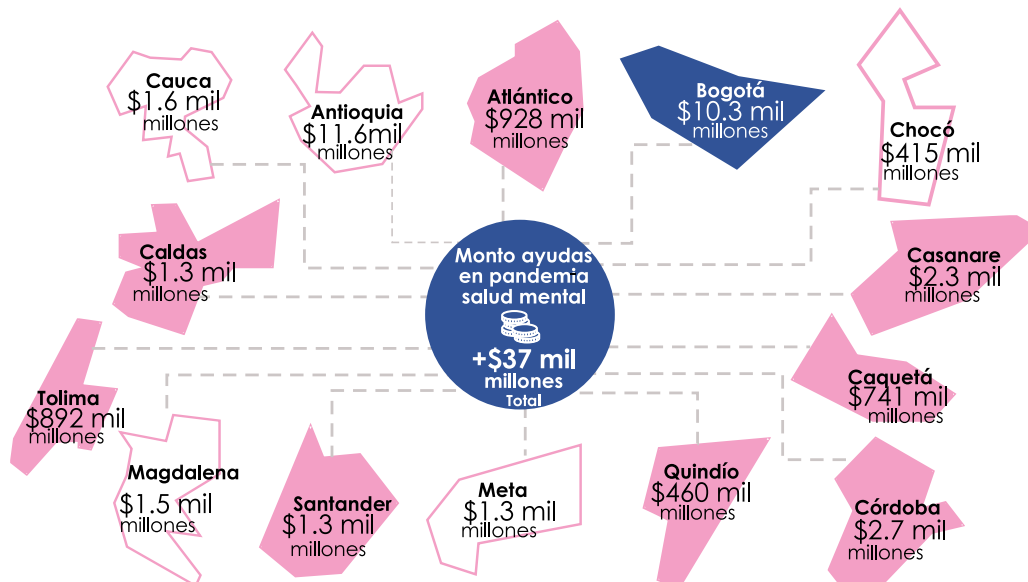 Cauca
$1.6 mil
millones
Antioquia
$11.6mil
millones
Atlántico
$928 mil
millones
Bogotá
$10.3 mil
millones
Chocó
$415 mil
millones
Caldas
$1.3 mil
millones
Monto ayudas
en pandemia
salud mental
+$37 mil
millones
Total
Casanare
$2.3 mil
millones
Tolima
$892 mil
millones
Caquetá
$741 mil
millones
Magdalena
$1.5 mil
millones
Santander
$1.3 mil
millones
Meta
$1.3 mil
millones
Quindío
$460 mil
millones
Córdoba
$2.7 mil
millones